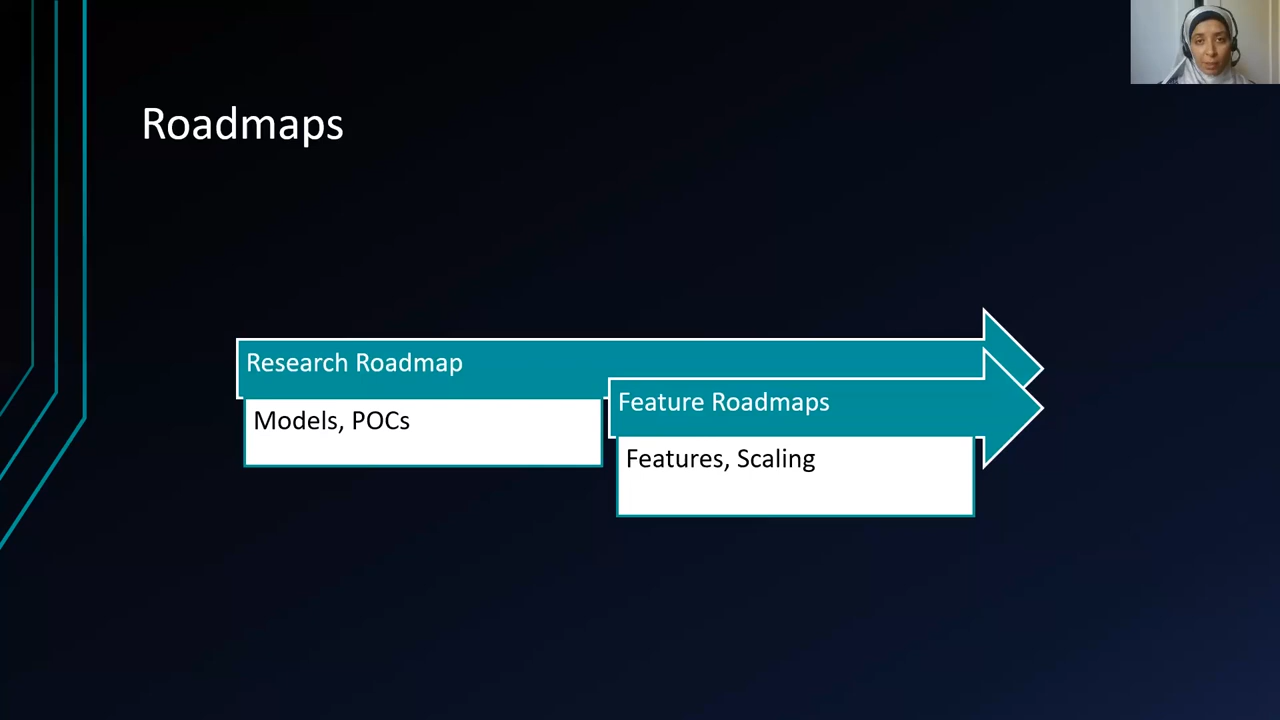 Roadmaps
Research Roadmap
Models, POCs
Feature Roadmaps
Features, Scaling